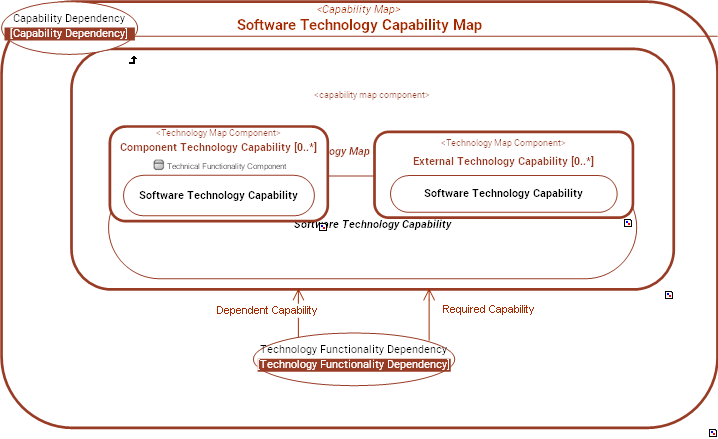 Capability Dependency
[Capability Dependency]
<Capability Map>
Software Technology Capability Map
<capability map component>
<Technology Map Component>
Component Technology Capability [0..*]
Technical Functionality Component
Software Technology Capability
Map
<Technology Map Component>
External Technology Capability [0..*]
Software Technology Capability
Software Technology Capability
Dependent Capability
Required Capability
Technology Functionality Dependency
[Technology Functionality Dependency]